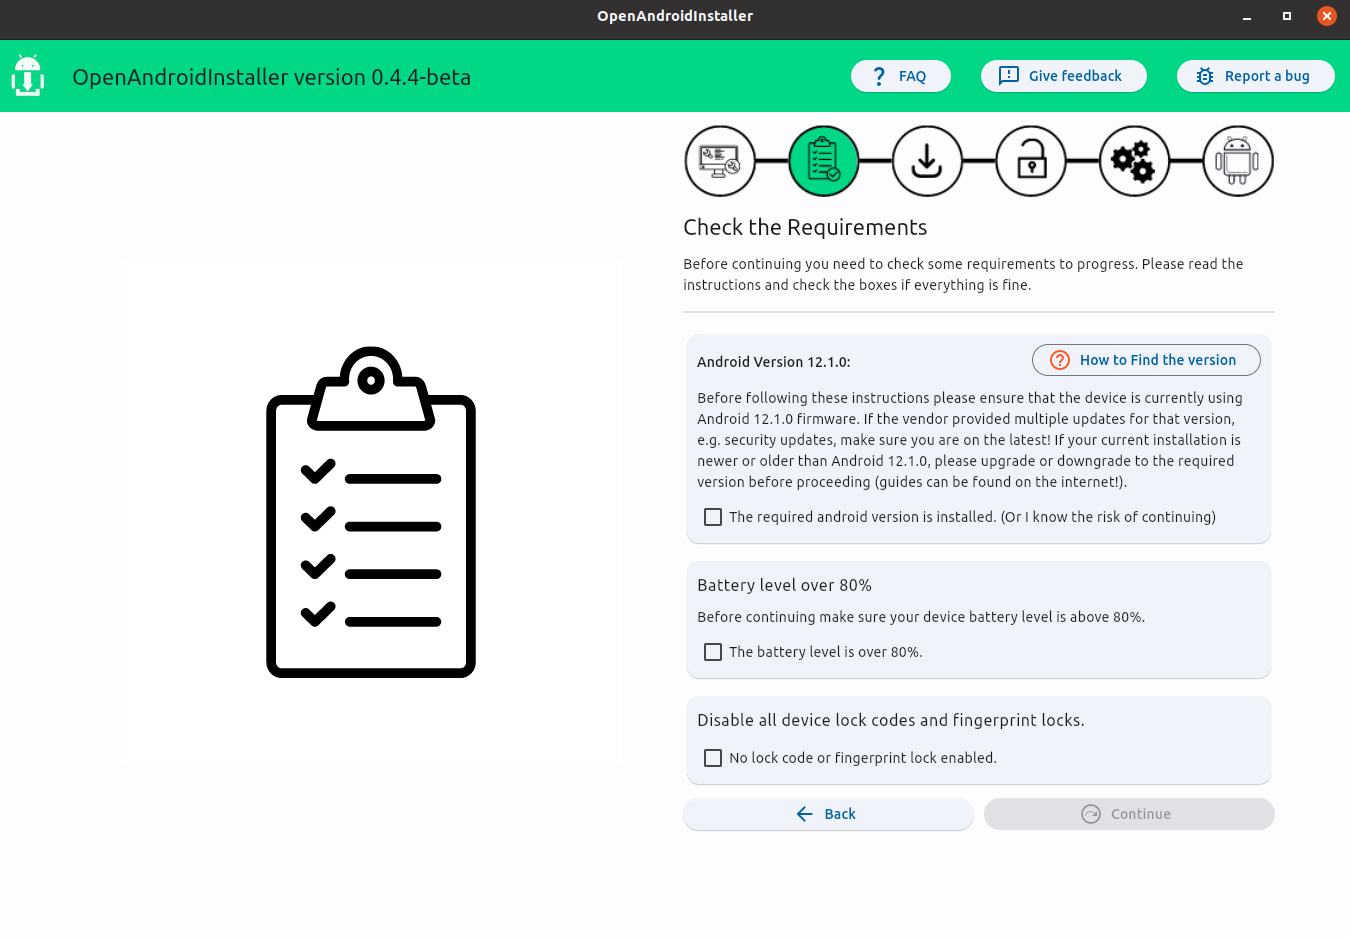 OpenAndroidInstaller
OpenAndroidInstaller version 0.4.4-beta
FAQ
Give feedback
Report a bug
Check the Requirements
Before continuing you need to check some requirements to progress. Please read the
instructions and check the boxes if everything is fine.
Android Version 12.1.0:
How to Find the version
Before following these instructions please ensure that the device is currently using
Android 12.1.0 firmware. If the vendor provided multiple updates for that version,
e.g. security updates, make sure you are on the latest! If your current installation is
newer or older than Android 12.1.0, please upgrade or downgrade to the required
version before proceeding (guides can be found on the internet!).
The required android version is installed. (Or I know the risk of continuing)
Battery level over 80%
Before continuing make sure your device battery level is above 80%.
The battery level is over 80%.
Disable all device lock codes and fingerprint locks.
No lock code or fingerprint lock enabled.
Back
Continue